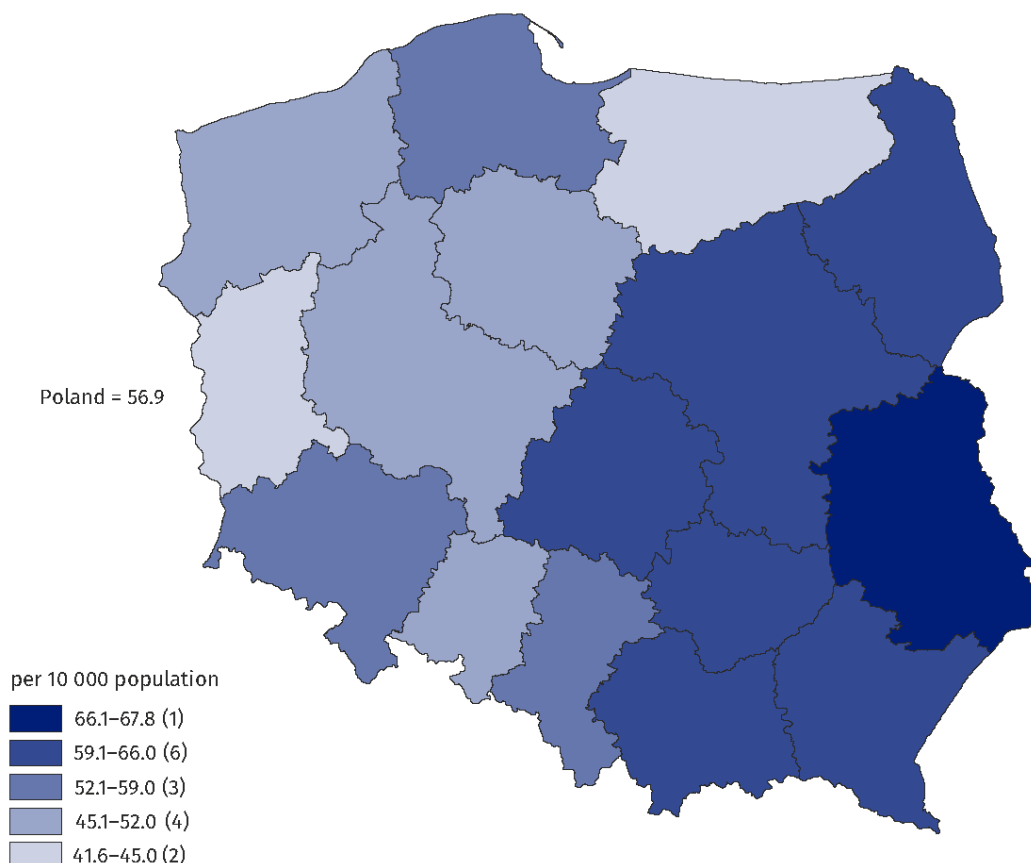 Poland = 56.9
per 10 000 population
66.1–67.8 (1)
59.1–66.0 (6)
52.1–59.0 (3)
45.1–52.0 (4)
41.6–45.0 (2)